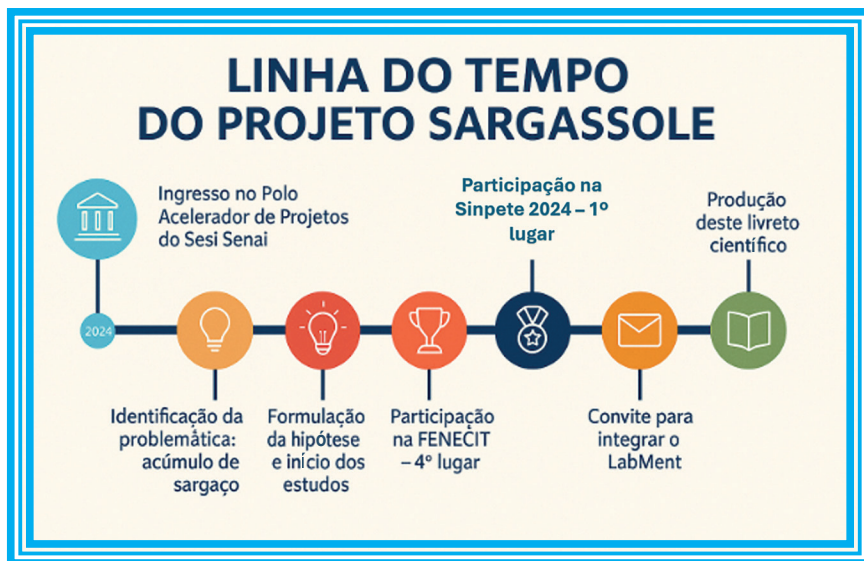 LINHA DO TEMPO
DO PROJETO SARGASSOLE
Ingresso no Polo
Acelerador de Projetos
do Sesi Senai
2024
Identificação da
problemática:
acúmulo de
sargaço
Formulação
da hipótese
e início dos
estudos
Participação
na FENECIT
– 4º lugar
Participação na
Sinpete 2024 – 1º
lugar
Convite para
integrar o
LabMent
Produção
deste livreto
científico